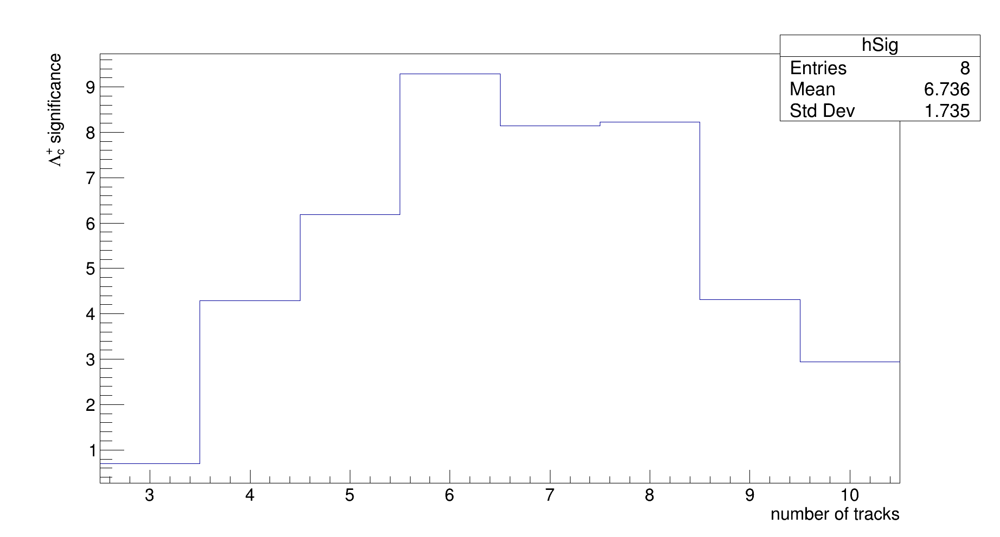 hSig
Entries 8
Mean 6.736
Std Dev 1.735
Λc+ significance
9
8
7
6
5
4
3
2
1
3 4 5 6 7 8 9 10
number of tracks